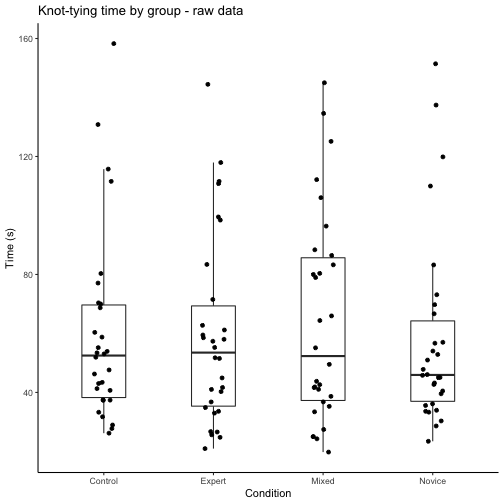 Knot-tying time by group - raw data
160
120
80
40
Time (s)
Control Expert Mixed Novice
Condition